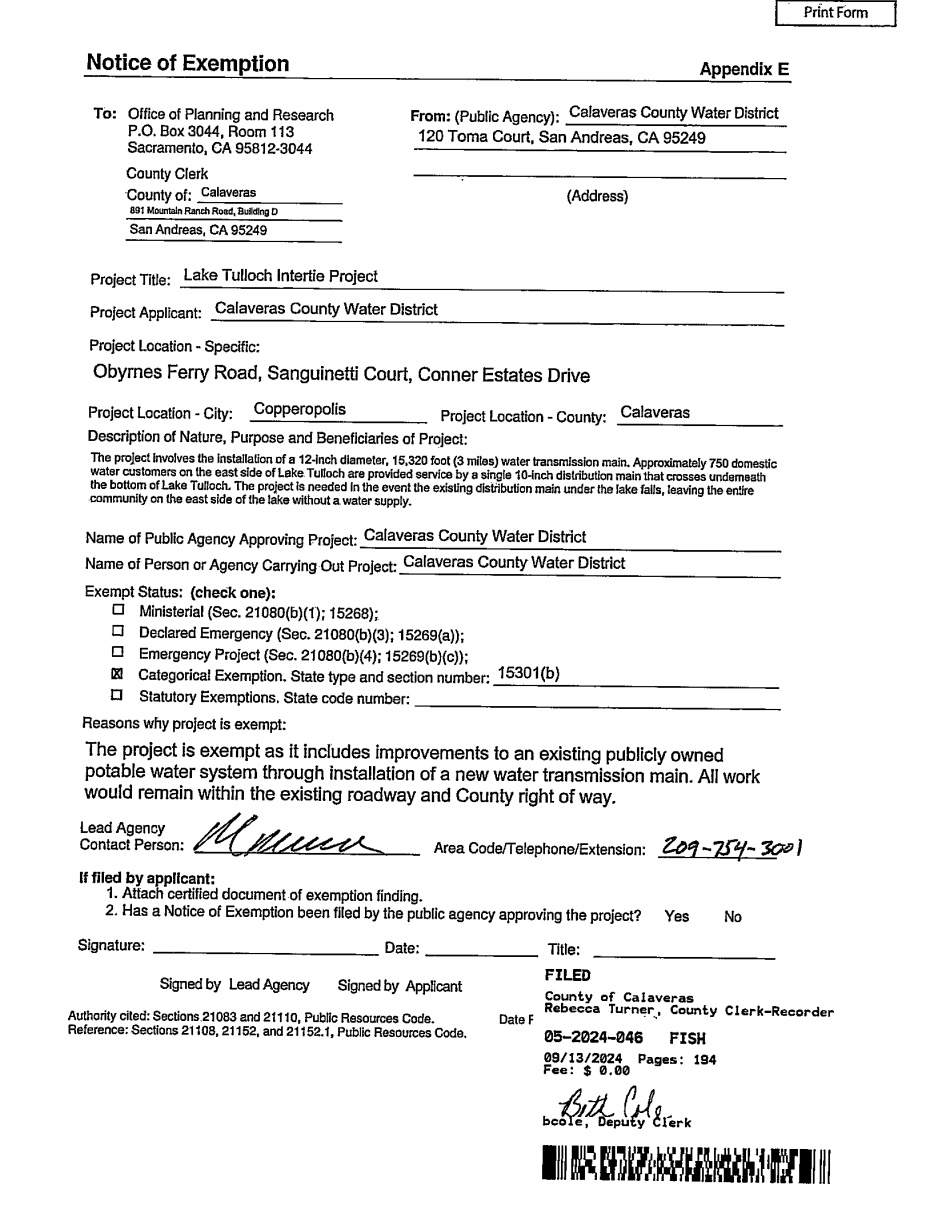 Print Form
Notice of Exemption
Appendix E
To: Office of Planning and Research
P.O. Box 3044, Room 113
Sacramento, CA 95812-3044
County Clerk
County of: Calaveras
891 Mountain Ranch Road, Building D
San Andreas, CA 95249
From: (Public Agency): Calaveras County Water District
120 Toma Court, San Andreas, CA 95249
(Address)
Project Title: Lake Tulloch Intertie Project
Project Applicant: Calaveras County Water District
Project Location - Specific:
Obyrnes Ferry Road, Sanguinetti Court, Conner Estates Drive
Project Location - City: Copperopolis Project Location - County: Calaveras
Description of Nature, Purpose and Beneficiaries of Project:
The project involves the installation of a 12-inch diameter, 15,320 foot (3 miles) water transmission main. Approximately 750 domestic
water customers on the east side of Lake Tulloch are provided service by a single 10-inch distribution main that crosses underneath
the bottom of Lake Tulloch. The project is needed in the event the existing distribution main under the lake fails, leaving the entire
community on the east side of the lake without a water supply.
Name of Public Agency Approving Project: Calaveras County Water District
Name of Person or Agency Carrying Out Project: Calaveras County Water District
Exempt Status: (check one):
☐ Ministerial (Sec. 21080(b)(1); 15268);
☐ Declared Emergency (Sec. 21080(b)(3); 15269(a));
☐ Emergency Project (Sec. 21080(b)(4); 15269(b)(c));
☒ Categorical Exemption. State type and section number: 15301(b)
☐ Statutory Exemptions. State code number:
Reasons why project is exempt:
The project is exempt as it includes improvements to an existing publicly owned
potable water system through installation of a new water transmission main. All work
would remain within the existing roadway and County right of way.
Lead Agency
Contact Person: Area Code/Telephone/Extension: 209-754-3001
If filed by applicant:
1. Attach certified document of exemption finding.
2. Has a Notice of Exemption been filed by the public agency approving the project? Yes No
Signature: Date: Title:
Signed by Lead Agency Signed by Applicant
Authority cited: Sections 21083 and 21110, Public Resources Code.
Reference: Sections 21108, 21152, and 21152.1, Public Resources Code.
Date F
FILED
County of Calaveras
Rebecca Turner, County Clerk-Recorder
05-2024-046 FISH
09/13/2024 Pages: 194
Fee: $ 0.00
Beth Cole
bcole, Deputy Clerk